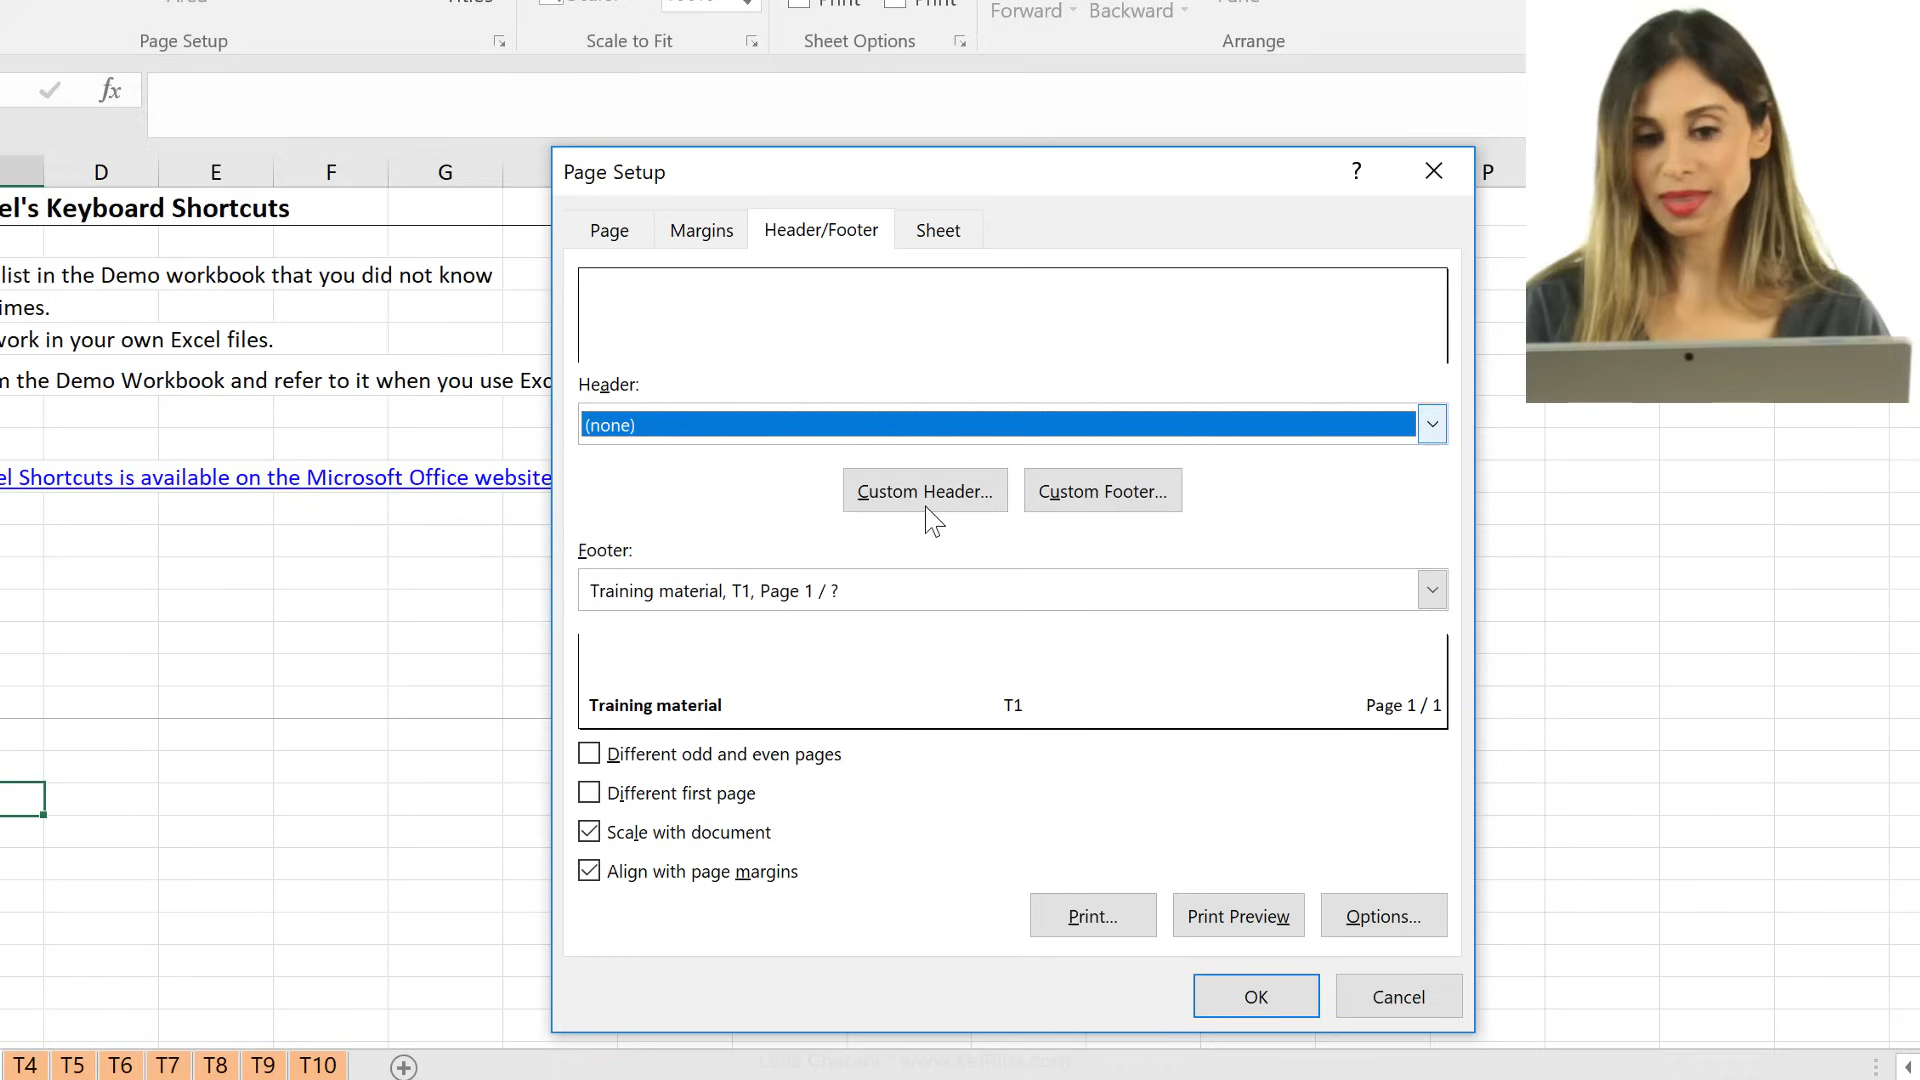 Page Setup
Scale to Fit
Sheet Options
Arrange
Forward
Backward
fx
D E F G P
el's Keyboard Shortcuts
list in the Demo workbook that you did not know
imes.
vork in your own Excel files.
the Demo Workbook and refer to it when you use Exc
el Shortcuts is available on the Microsoft Office website
Page Setup
?
Page
Margins
Header/Footer
Sheet
Header:
(none)
Custom Header...
Custom Footer...
Footer:
Training material, T1, Page 1 / ?
Training material
T1
Page 1 / 1
Different odd and even pages
Different first page
Scale with document
Align with page margins
Print...
Print Preview
Options...
OK
Cancel
T4 T5 T6 T7 T8 T9 T10